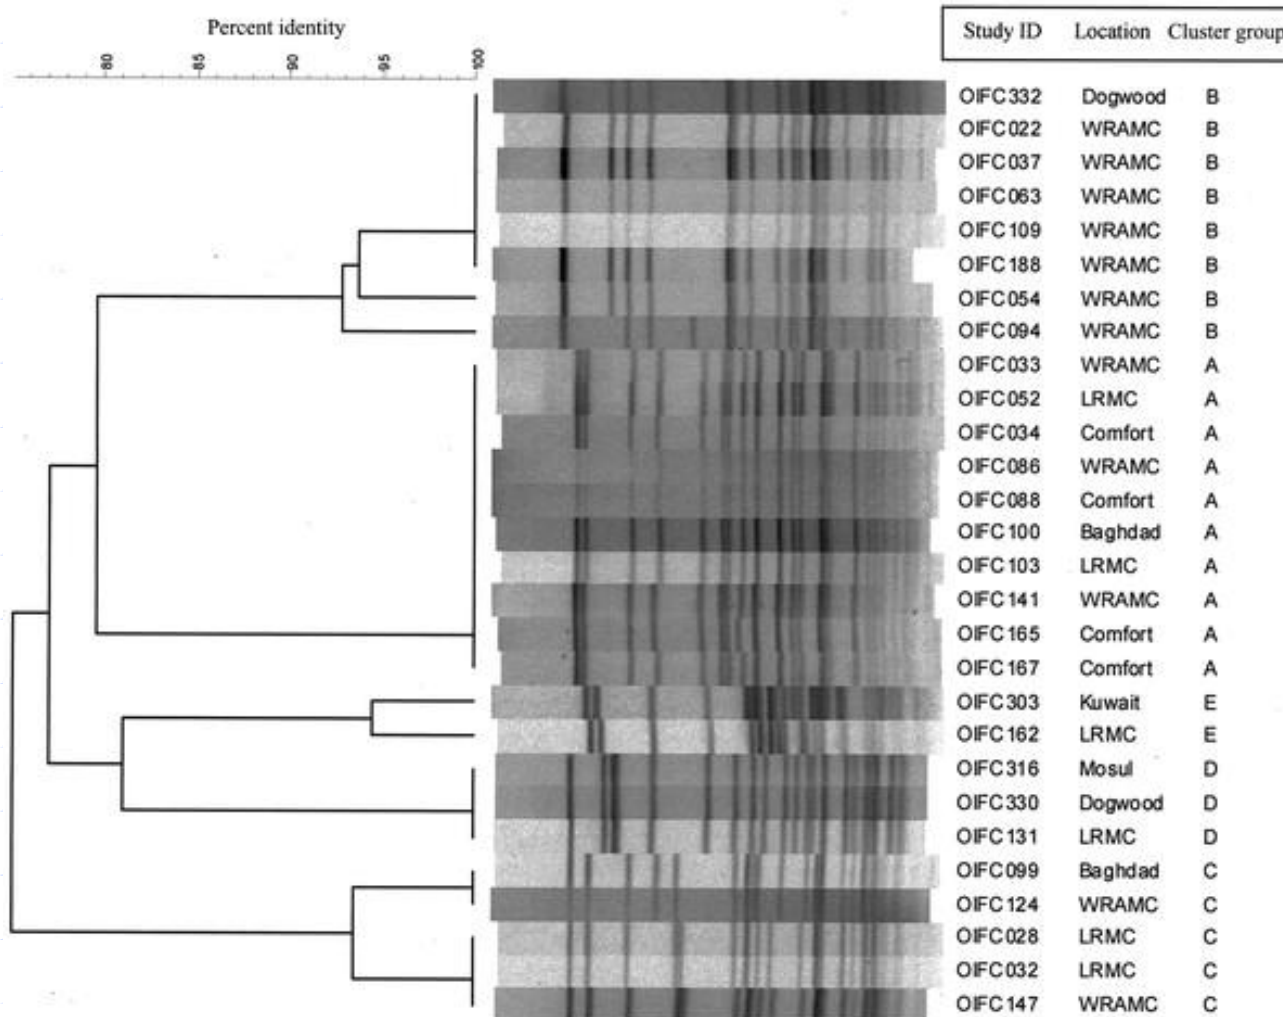 Percent identity
80 85 90 95 100
Study ID Location Cluster group
OIFC332 Dogwood B
OIFC022 WRAMC B
OIFC037 WRAMC B
OIFC063 WRAMC B
OIFC109 WRAMC B
OIFC188 WRAMC B
OIFC054 WRAMC B
OIFC094 WRAMC B
OIFC033 WRAMC A
OIFC052 LRMC A
OIFC034 Comfort A
OIFC086 WRAMC A
OIFC088 Comfort A
OIFC100 Baghdad A
OIFC103 LRMC A
OIFC141 WRAMC A
OIFC165 Comfort A
OIFC167 Comfort A
OIFC303 Kuwait E
OIFC162 LRMC E
OIFC316 Mosul D
OIFC330 Dogwood D
OIFC131 LRMC D
OIFC099 Baghdad C
OIFC124 WRAMC C
OIFC028 LRMC C
OIFC032 LRMC C
OIFC147 WRAMC C